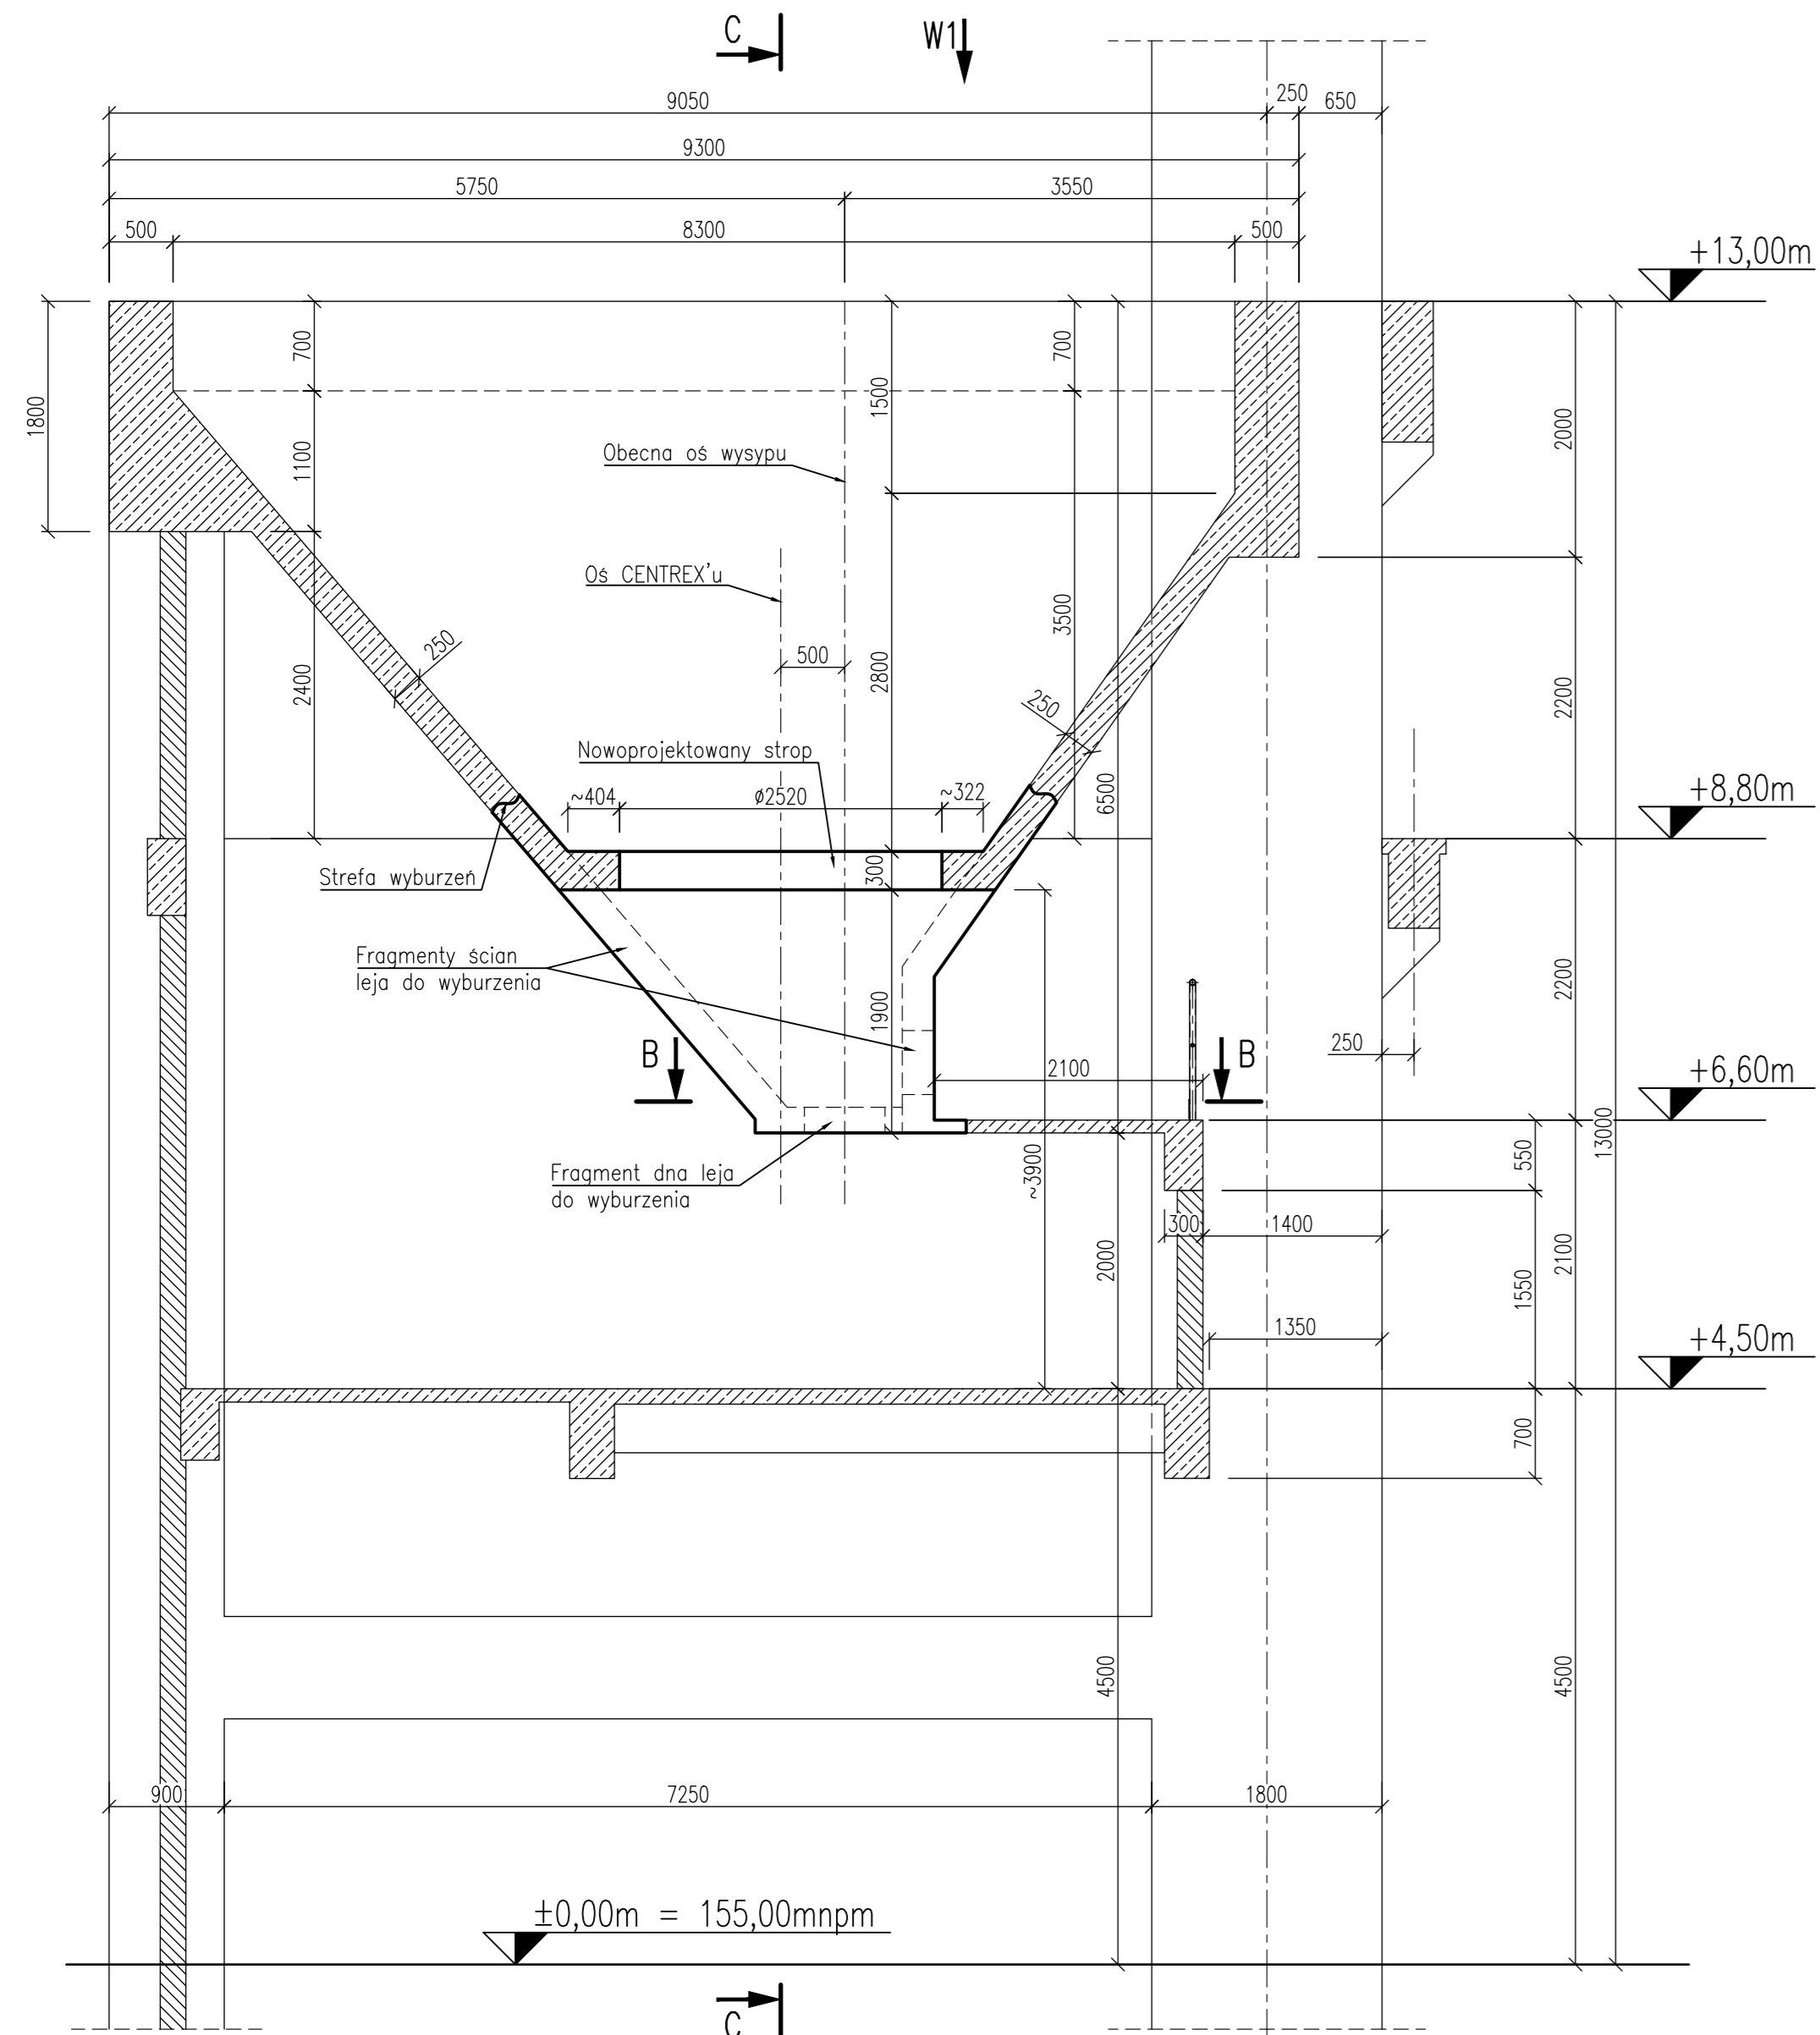 C
W1
9050
250
650
9300
5750
3550
500
8300
500
+13,00m
1800
700
1100
2400
1500
700
2000
Obecna oś wysypu
Oś CENTREX'u
500
250
2800
3500
250
6500
2200
Nowoprojektowany strop
+8,80m
~404
ø2520
~322
300
Strefa wyburzeń
Fragmenty ścian
leja do wyburzenia
1900
2200
250
B
B
2100
+6,60m
13000
Fragment dna leja
do wyburzenia
~3900
550
300
1400
2000
2100
1550
1350
+4,50m
700
4500
4500
900
7250
1800
±0,00m = 155,00mnpm
C